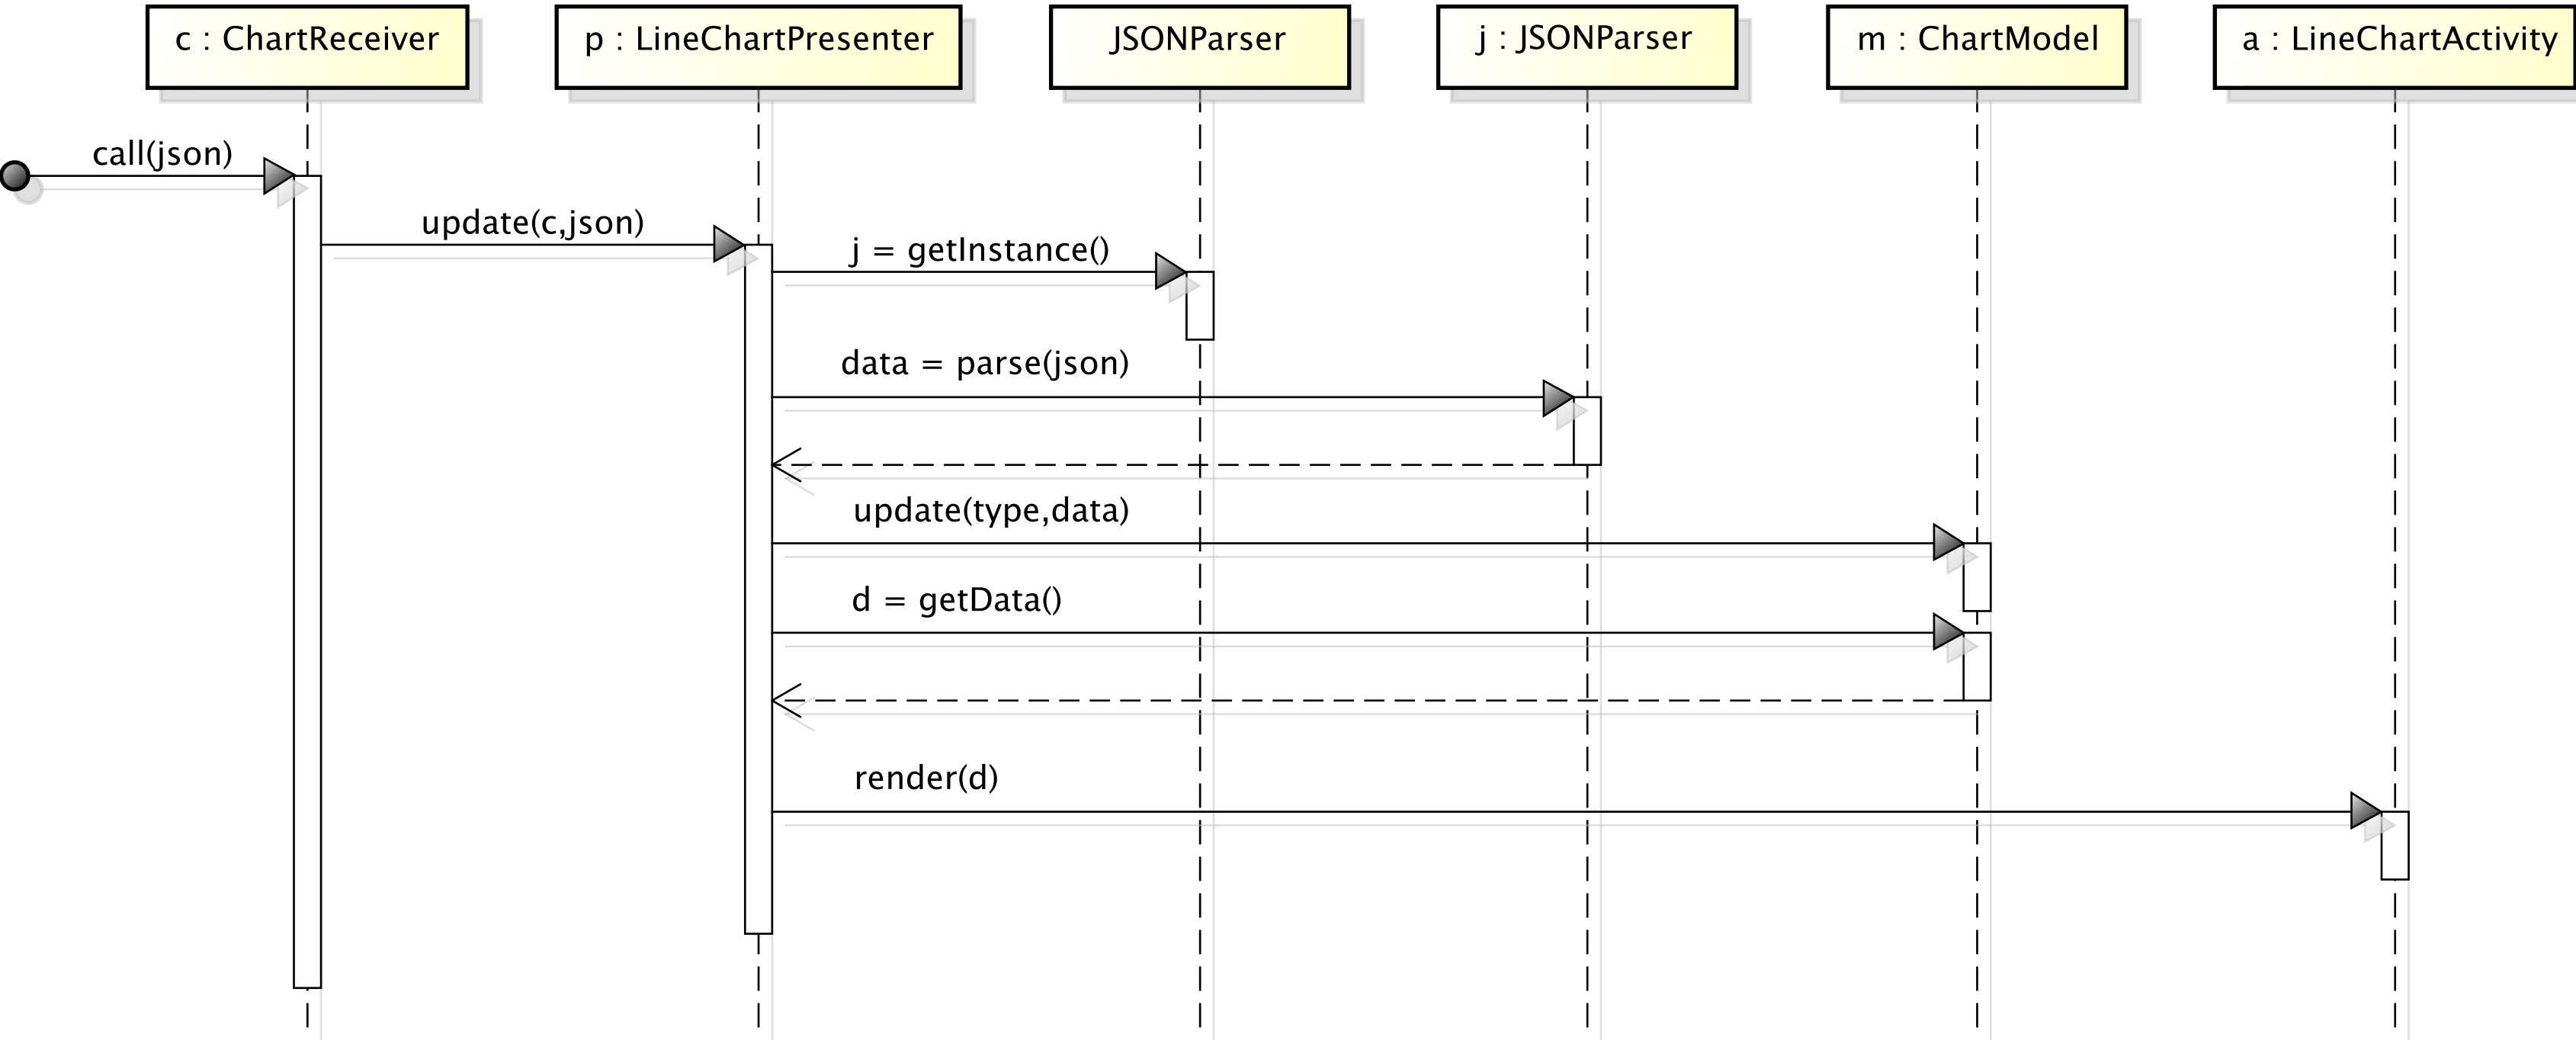 c : ChartReceiver
p : LineChartPresenter
JSONParser
j : JSONParser
m : ChartModel
a : LineChartActivity
call(json)
update(c,json)
j = getInstance()
data = parse(json)
update(type,data)
d = getData()
render(d)